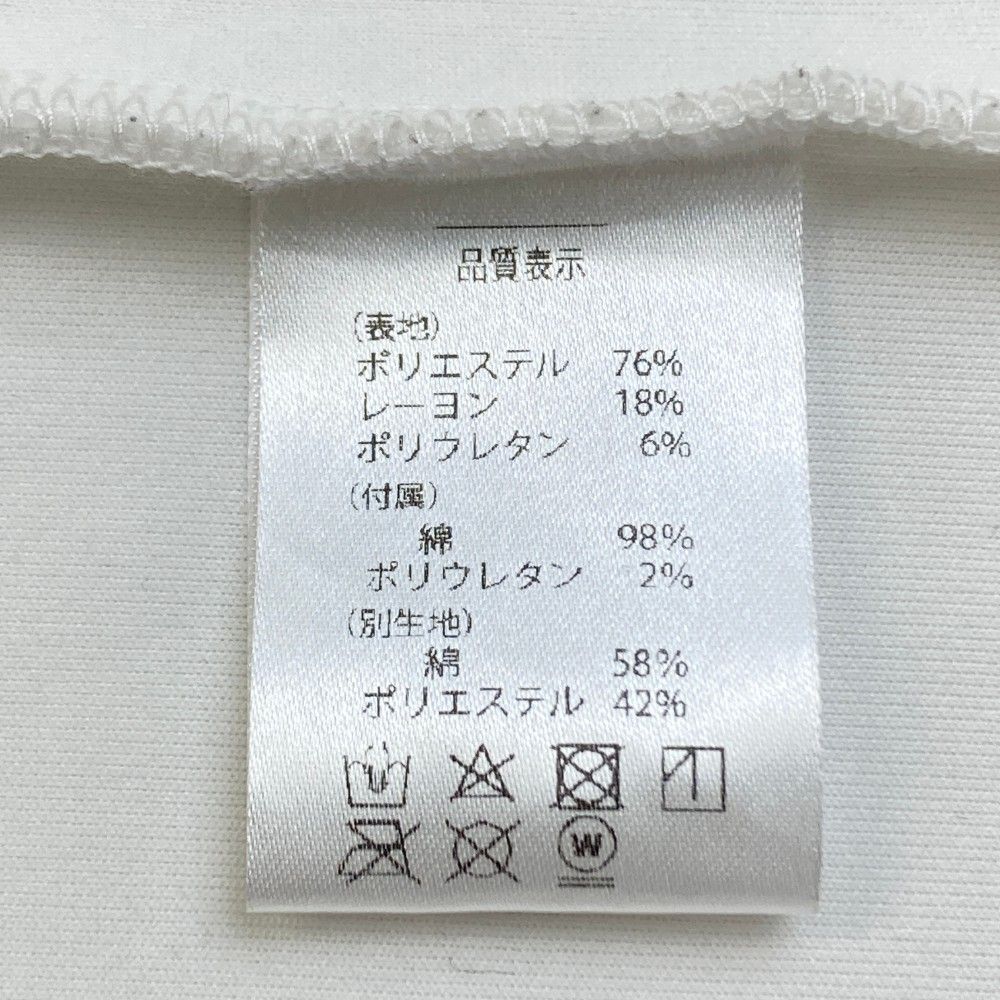 品質表示
(表地)
ポリエステル 76%
レーヨン 18%
ポリウレタン 6%
(付属)
綿 98%
ポリウレタン 2%
(別生地)
綿 58%
ポリエステル 42%
W